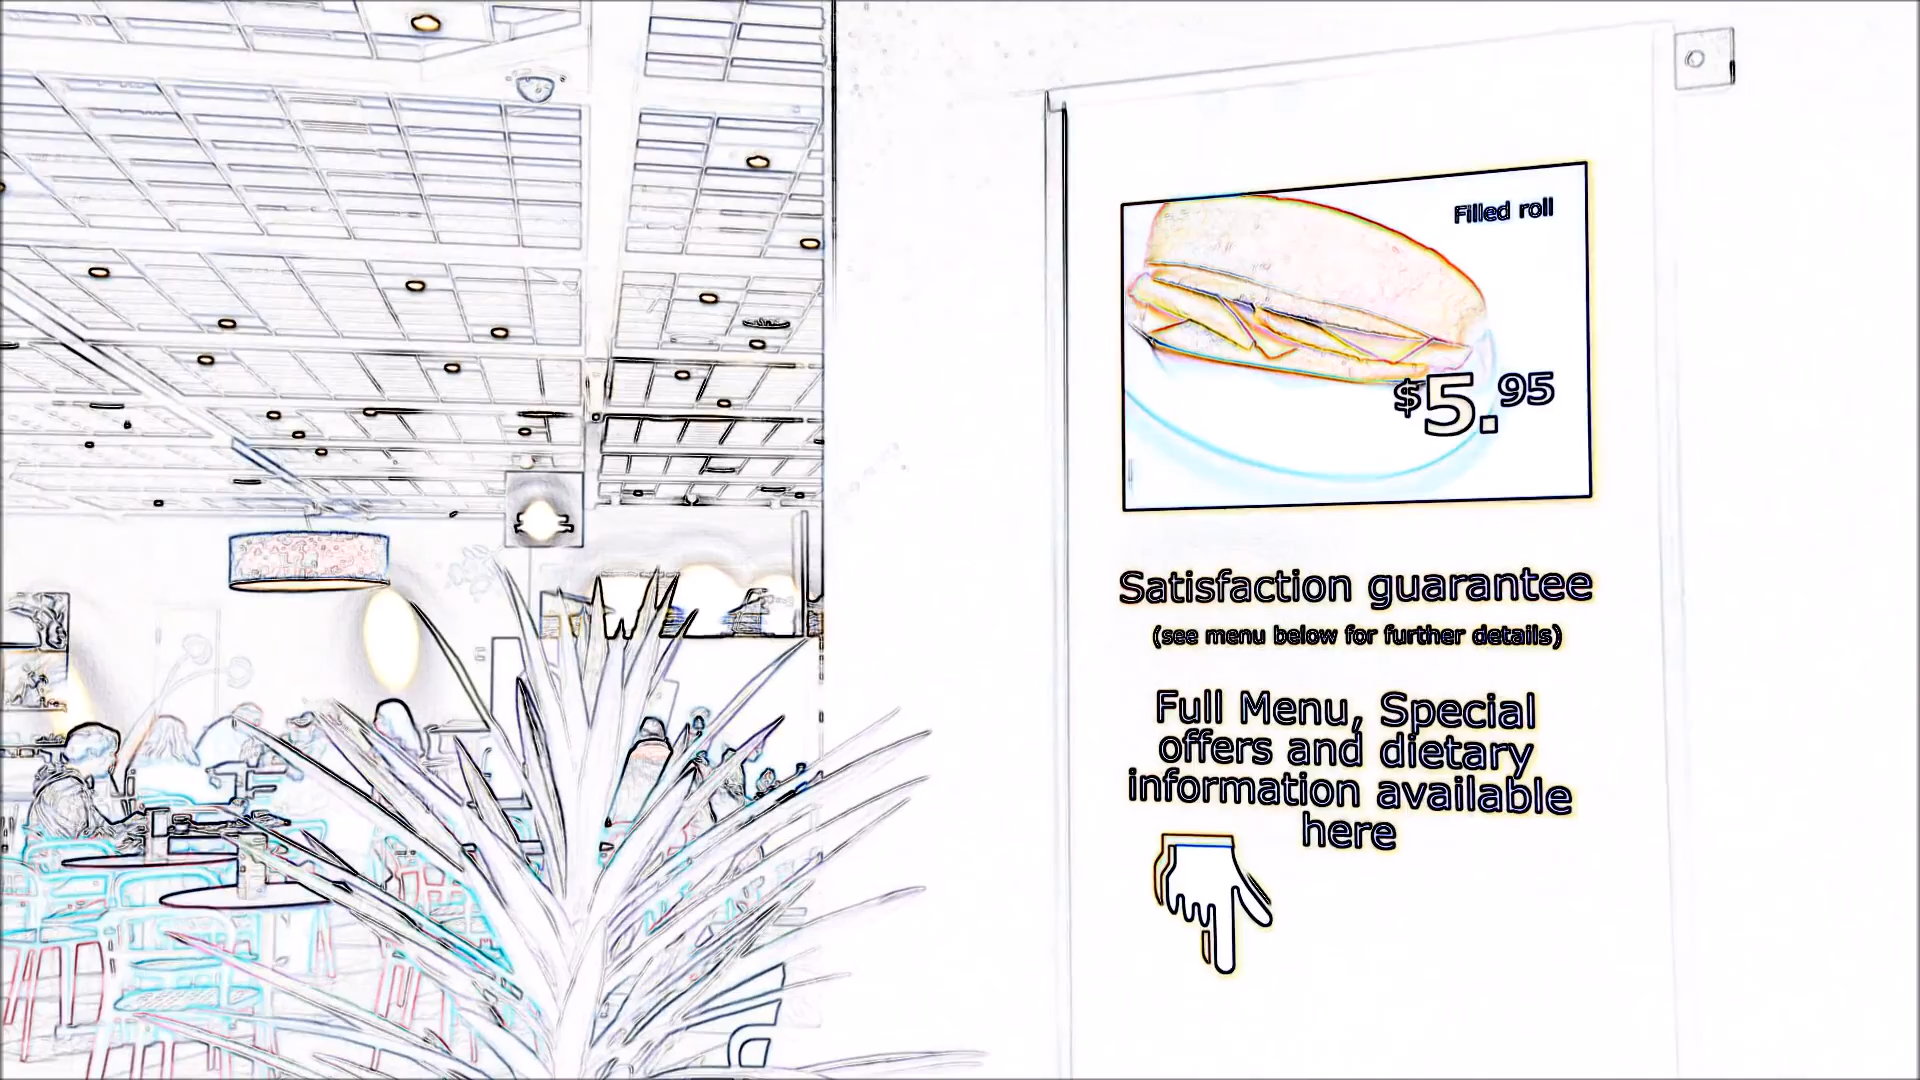 Filled roll
$5.95
Satisfaction guarantee
(see menu below for further details)
Full Menu, Special
offers and dietary
information available
here